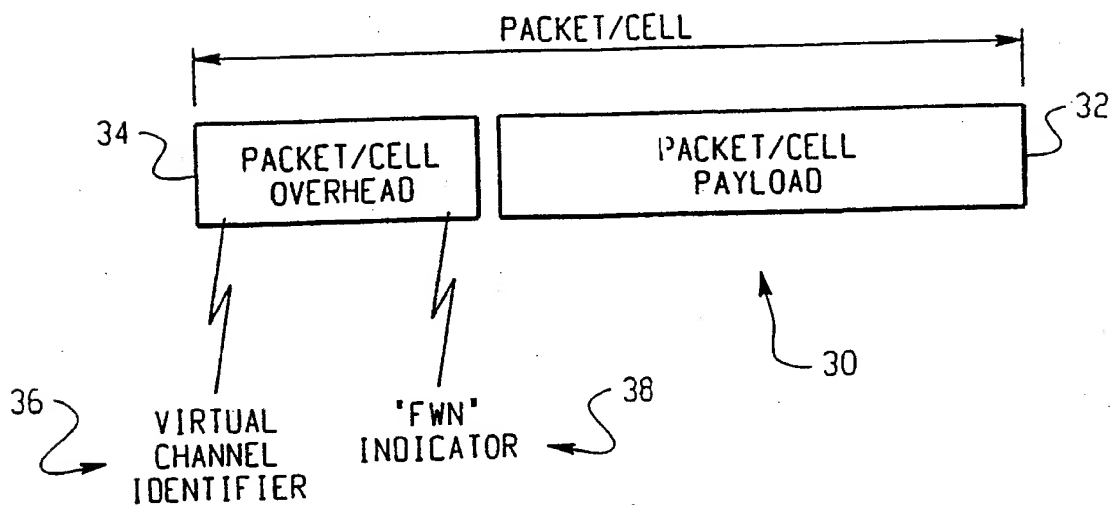 PACKET/CELL
34
PACKET/CELL
OVERHEAD
PACKET/CELL
PAYLOAD
32
30
36
VIRTUAL
CHANNEL
IDENTIFIER
"FWN"
INDICATOR
38